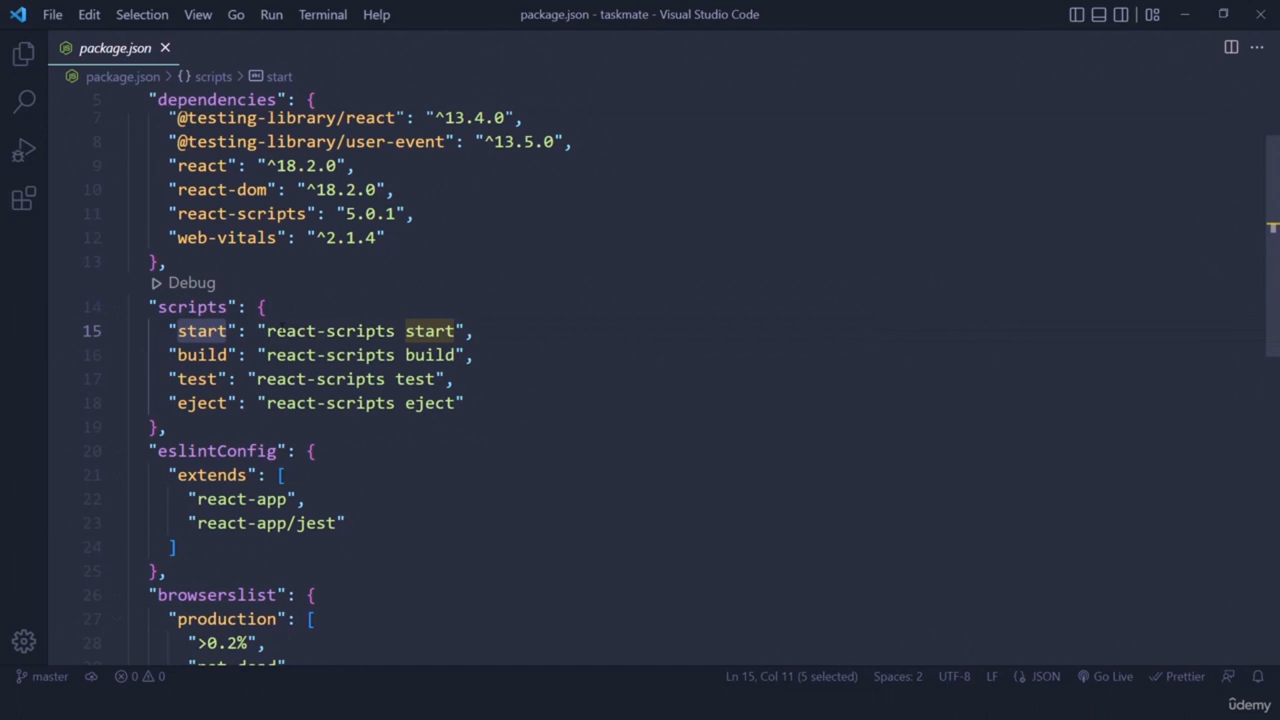 File Edit Selection View Go Run Terminal Help package.json - taskmate - Visual Studio Code
package.json
package.json > {} scripts > start
5 "dependencies": {
7 "@testing-library/react": "^13.4.0",
8 "@testing-library/user-event": "^13.5.0",
9 "react": "^18.2.0",
10 "react-dom": "^18.2.0",
11 "react-scripts": "5.0.1",
12 "web-vitals": "^2.1.4"
13 },
Debug
14 "scripts": {
15 "start": "react-scripts start",
16 "build": "react-scripts build",
17 "test": "react-scripts test",
18 "eject": "react-scripts eject"
19 },
20 "eslintConfig": {
21 "extends": [
22 "react-app",
23 "react-app/jest"
24 ]
25 },
26 "browserslist": {
27 "production": [
28 ">0.2%",
master 0 0 Ln 15, Col 11 (5 selected) Spaces: 2 UTF-8 LF JSON Go Live Prettier
ûdemy